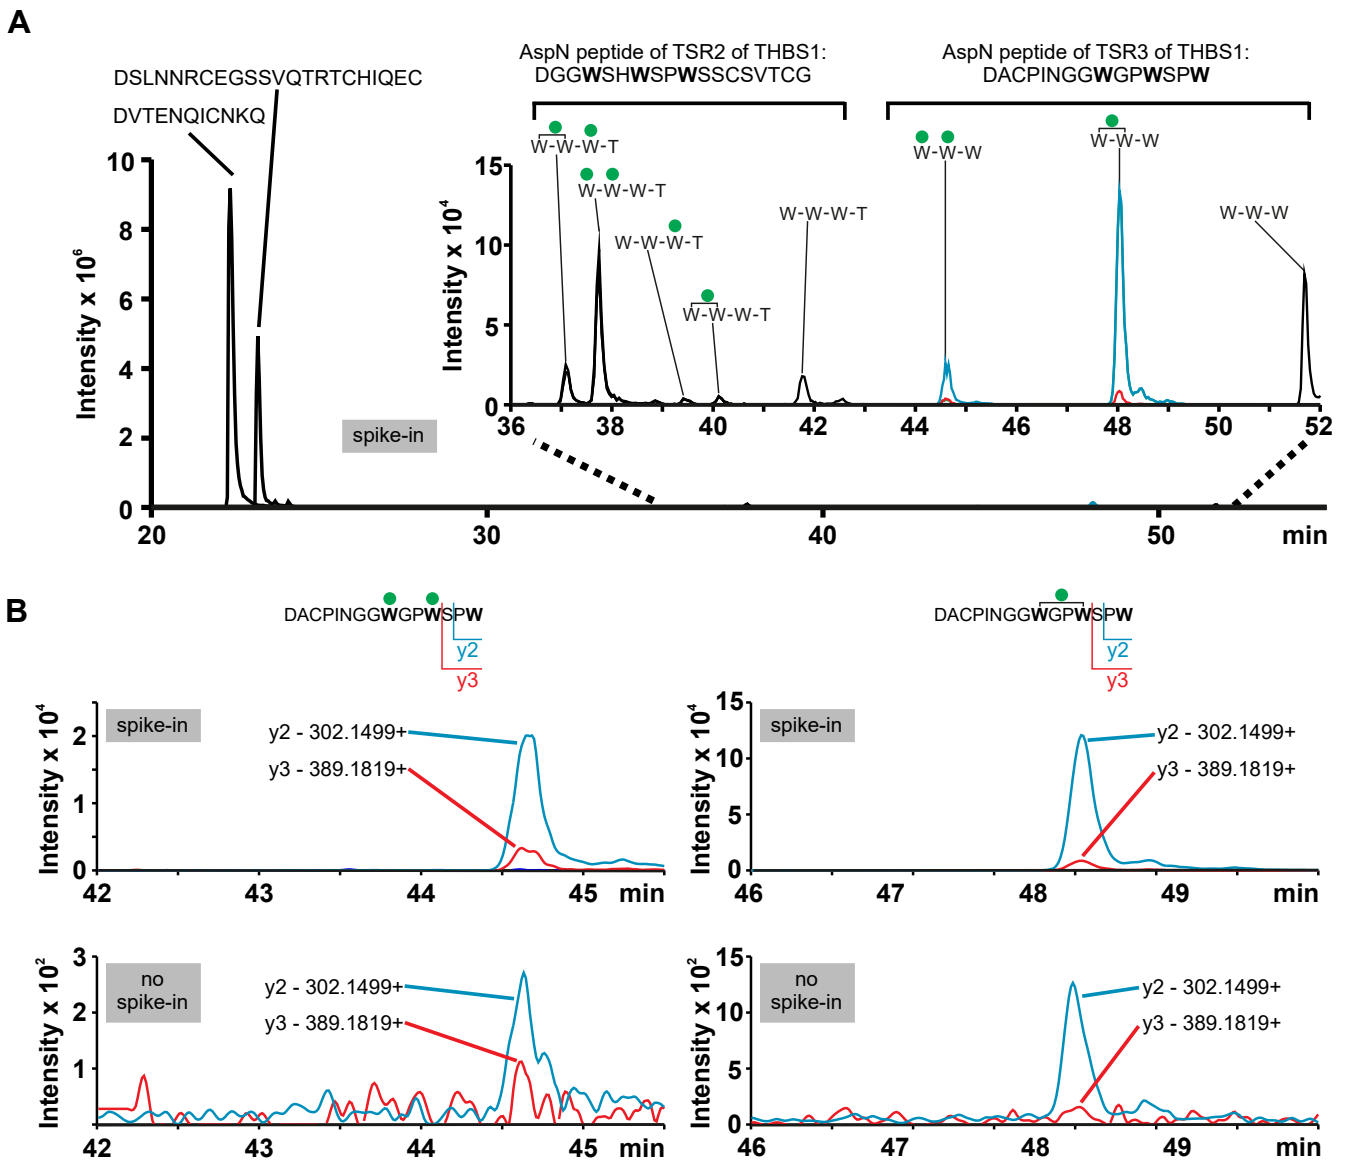 A
DSLNNRCEGSSVQTRTCHIQEC
DVTENQICNKQ
AspN peptide of TSR2 of THBS1:
DGGWSHWSPWSSCSVTCG
AspN peptide of TSR3 of THBS1:
DACPINGGWGPWSPW
W-W-W-T
W-W-W-T
W-W-W-T
W-W-W-T
W-W-W-T
W-W-W
W-W-W
W-W-W
Intensity x 10⁶
10
8
6
4
2
0
spike-in
Intensity x 10⁴
15
10
5
0
36
38
40
42
44
46
48
50
52
20
30
40
50
min
B
DACPINGGWGPWSPW
y2
y3
DACPINGGWGPWSPW
y2
y3
Intensity x 10⁴
2
1
0
spike-in
y2 - 302.1499+
y3 - 389.1819+
42
43
44
45
min
Intensity x 10⁴
15
10
5
0
spike-in
y2 - 302.1499+
y3 - 389.1819+
46
47
48
49
min
Intensity x 10²
3
2
1
no
spike-in
y2 - 302.1499+
y3 - 389.1819+
42
43
44
45
min
Intensity x 10²
15
10
5
0
no
spike-in
y2 - 302.1499+
y3 - 389.1819+
46
47
48
49
min